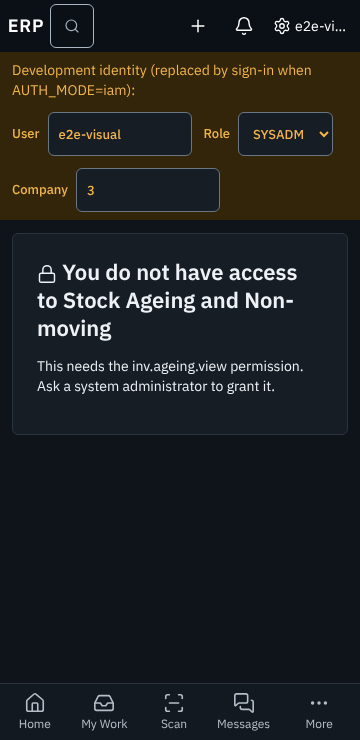 ERP
e2e-vi...
Development identity (replaced by sign-in when
AUTH_MODE=iam):
User e2e-visual Role SYSADM
Company 3
You do not have access
to Stock Ageing and Non-
moving
This needs the inv.ageing.view permission.
Ask a system administrator to grant it.
Home My Work Scan Messages More